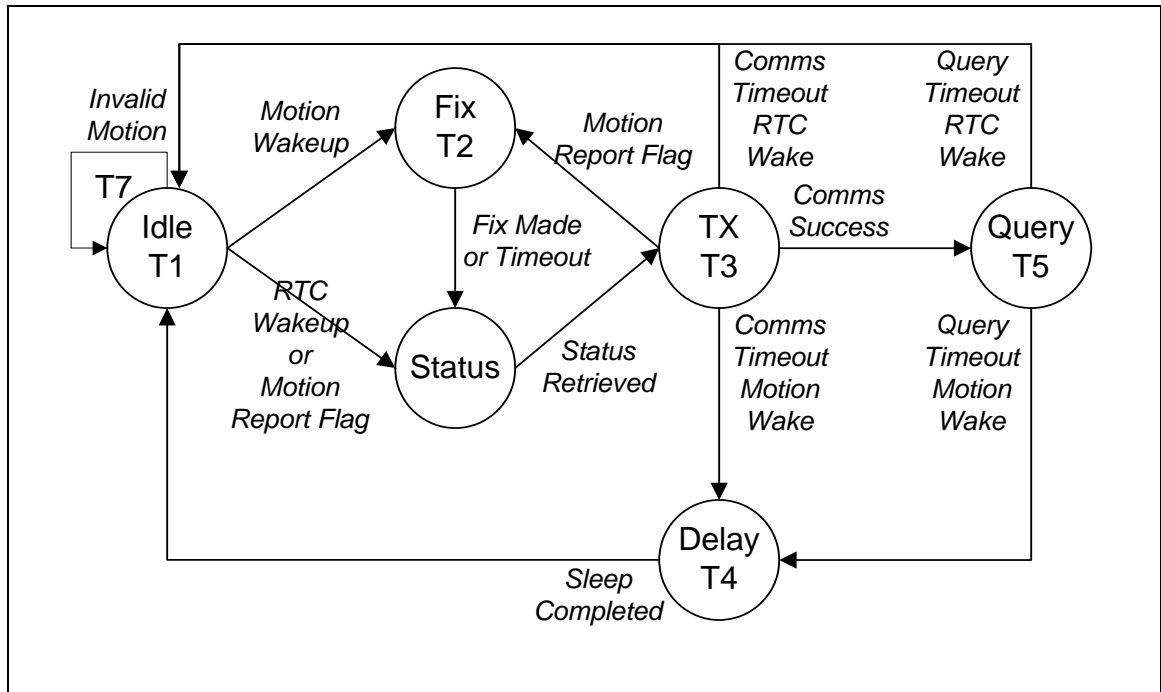 Invalid
Motion
T7
Idle
T1
Motion
Wakeup
RTC
Wakeup
or
Motion
Report Flag
Fix
T2
Fix Made
or Timeout
Status
Motion
Report Flag
Status
Retrieved
TX
T3
Comms
Timeout
RTC
Wake
Comms
Success
Comms
Timeout
Motion
Wake
Query
Timeout
RTC
Wake
Query
T5
Query
Timeout
Motion
Wake
Delay
T4
Sleep
Completed